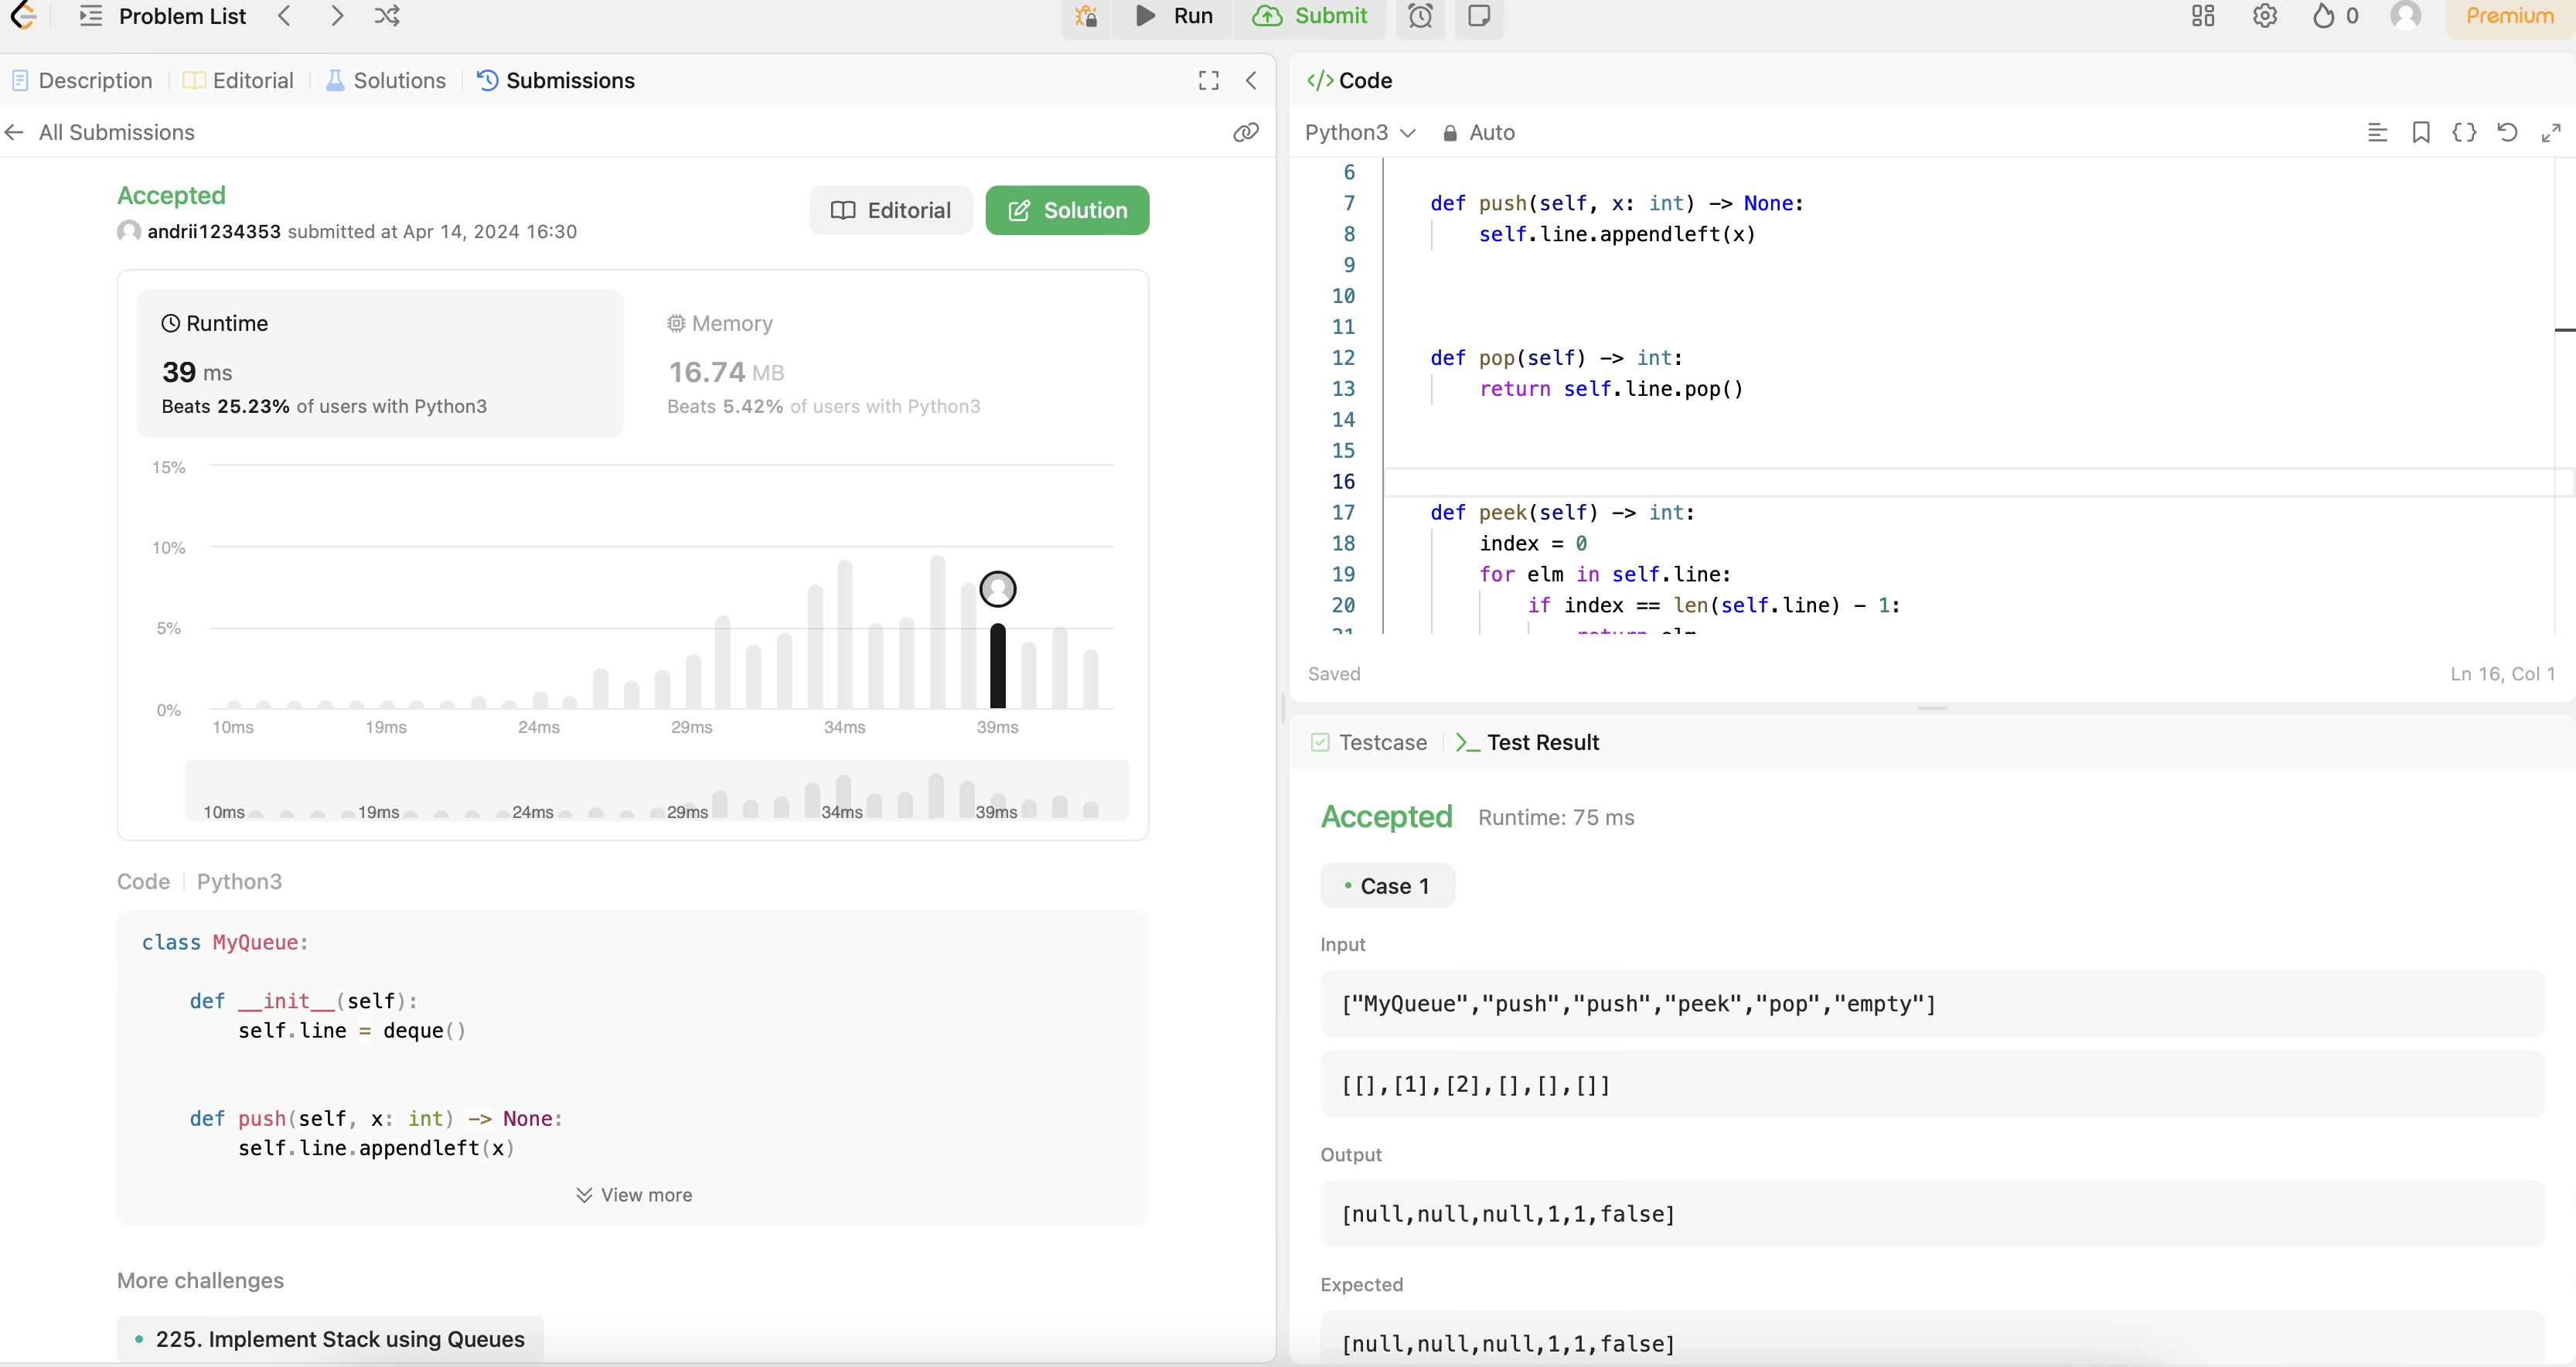 Problem List
Run
Submit
0
Premium
Description
Editorial
Solutions
Submissions
All Submissions
Accepted
andrii1234353 submitted at Apr 14, 2024 16:30
Editorial
Solution
Runtime
39 ms
Beats 25.23% of users with Python3
Memory
16.74 MB
Beats 5.42% of users with Python3
15%
10%
5%
0%
10ms 19ms 24ms 29ms 34ms 39ms
10ms 19ms 24ms 29ms 34ms 39ms
Code | Python3
class MyQueue:
def __init__(self):
self.line = deque()
def push(self, x: int) -> None:
self.line.appendleft(x)
View more
More challenges
225. Implement Stack using Queues
</> Code
Python3
Auto
6
7 def push(self, x: int) -> None:
8 self.line.appendleft(x)
9
10
11
12 def pop(self) -> int:
13 return self.line.pop()
14
15
16
17 def peek(self) -> int:
18 index = 0
19 for elm in self.line:
20 if index == len(self.line) - 1:
21 return elm
Saved
Ln 16, Col 1
Testcase
Test Result
Accepted
Runtime: 75 ms
Case 1
Input
["MyQueue","push","push","peek","pop","empty"]
[[],[1],[2],[],[],[]]
Output
[null,null,null,1,1,false]
Expected
[null,null,null,1,1,false]